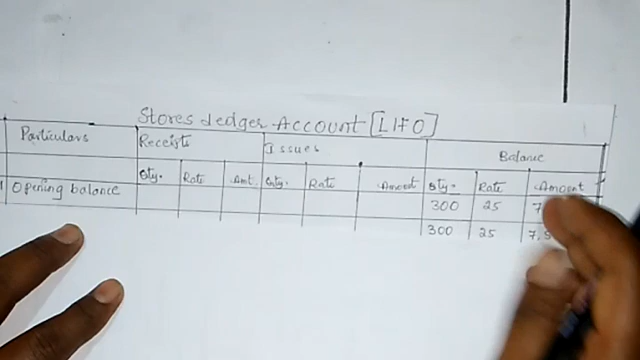 Stores Ledger Account [LIFO]
Particulars Receipts Issues Balance
Qty. Rate Amt. Qty. Rate Amount Qty. Rate Amount
Opening balance 300 25
300 25